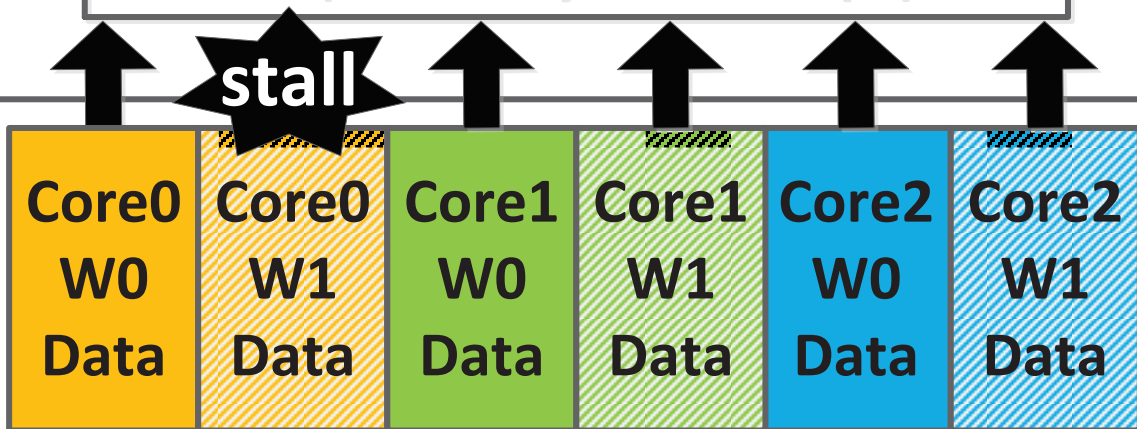 stall
Core0 W0 Data
Core0 W1 Data
Core1 W0 Data
Core1 W1 Data
Core2 W0 Data
Core2 W1 Data